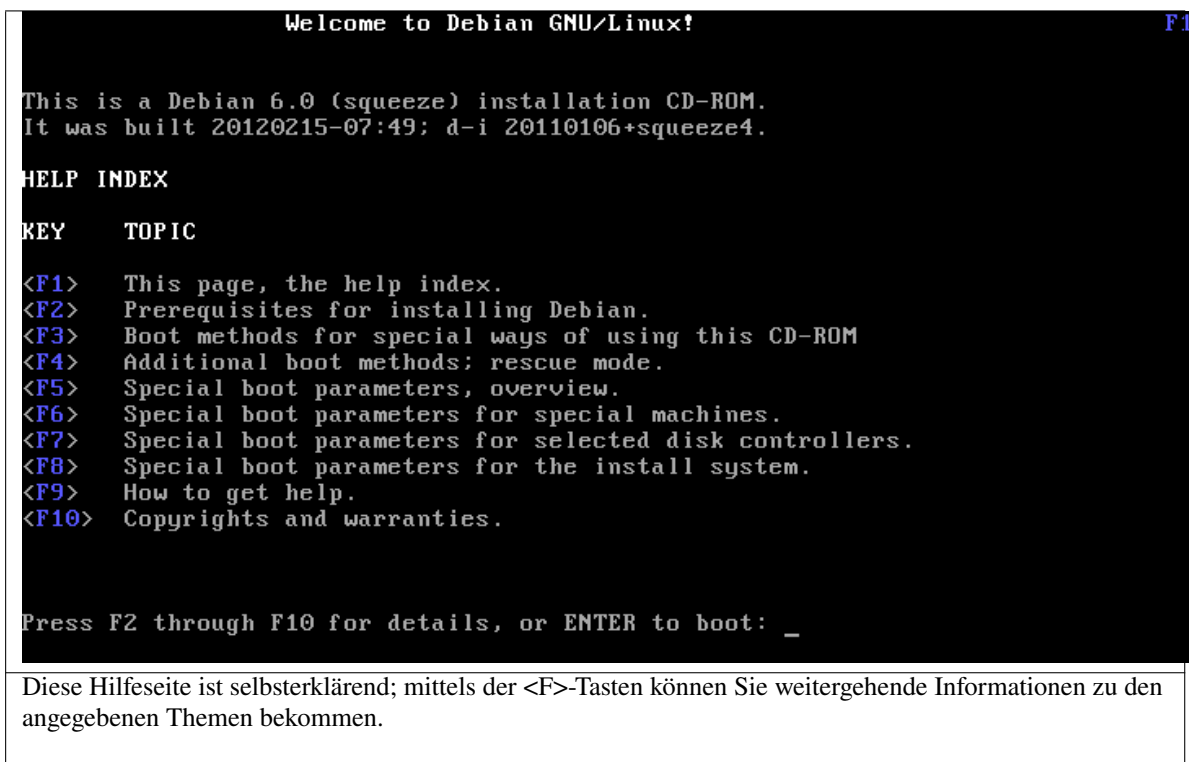 Welcome to Debian GNU/Linux! F1
This is a Debian 6.0 (squeeze) installation CD-ROM.
It was built 20120215-07:49; d-i 20110106+squeeze4.
HELP INDEX
KEY TOPIC
<F1> This page, the help index.
<F2> Prerequisites for installing Debian.
<F3> Boot methods for special ways of using this CD-ROM
<F4> Additional boot methods; rescue mode.
<F5> Special boot parameters, overview.
<F6> Special boot parameters for special machines.
<F7> Special boot parameters for selected disk controllers.
<F8> Special boot parameters for the install system.
<F9> How to get help.
<F10> Copyrights and warranties.
Press F2 through F10 for details, or ENTER to boot: _
Diese Hilfeseite ist selbsterklärend; mittels der <F>-Tasten können Sie weitergehende Informationen zu den
angegebenen Themen bekommen.